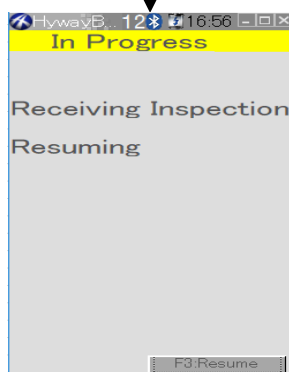 HywayB... 12 16:56
In Progress
Receiving Inspection
Resuming
F3:Resume